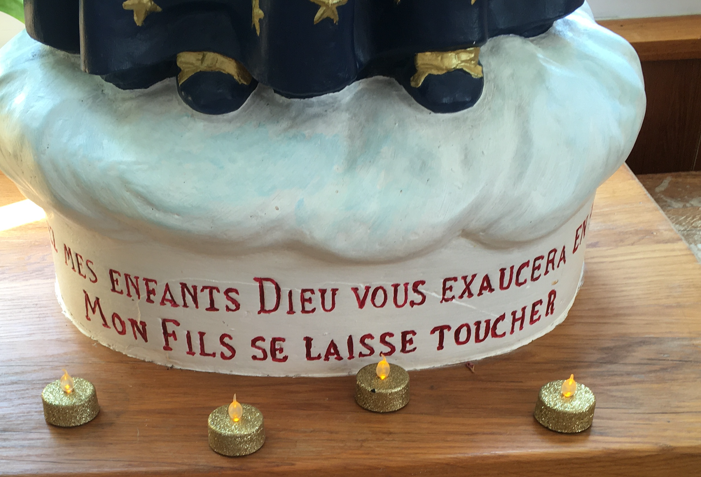 MES ENFANTS DIEU VOUS EXAUCERA EN
MON FILS SE LAISSE TOUCHER